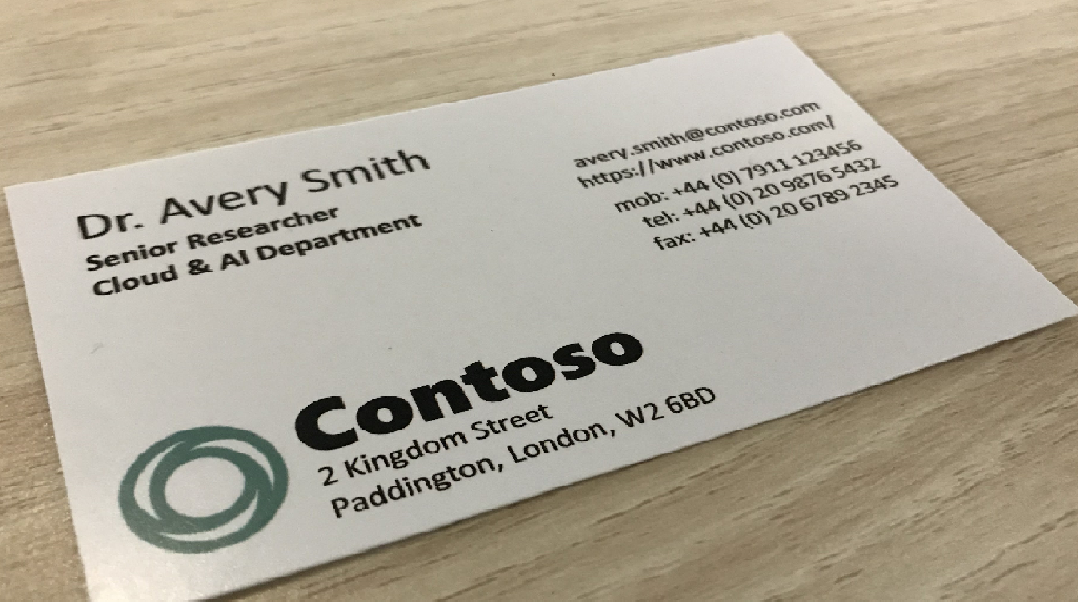 Dr. Avery Smith
Senior Researcher
Cloud & AI Department
avery.smith@contoso.com
https://www.contoso.com/
mob: +44 (0) 7911 123456
tel: +44 (0) 20 9876 5432
fax: +44 (0) 20 6789 2345
Contoso
2 Kingdom Street
Paddington, London, W2 6BD